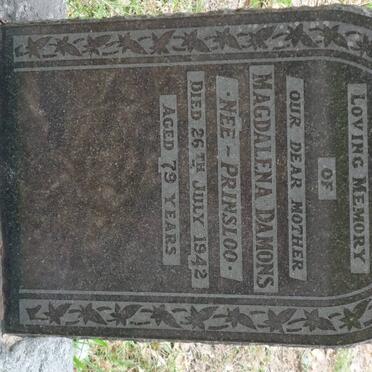 LOVING MEMORY
OF
OUR DEAR MOTHER
MAGDALENA DAMONS
· NEE - PRINSLOO ·
DIED 26TH JULY 1942
AGED 79 YEARS